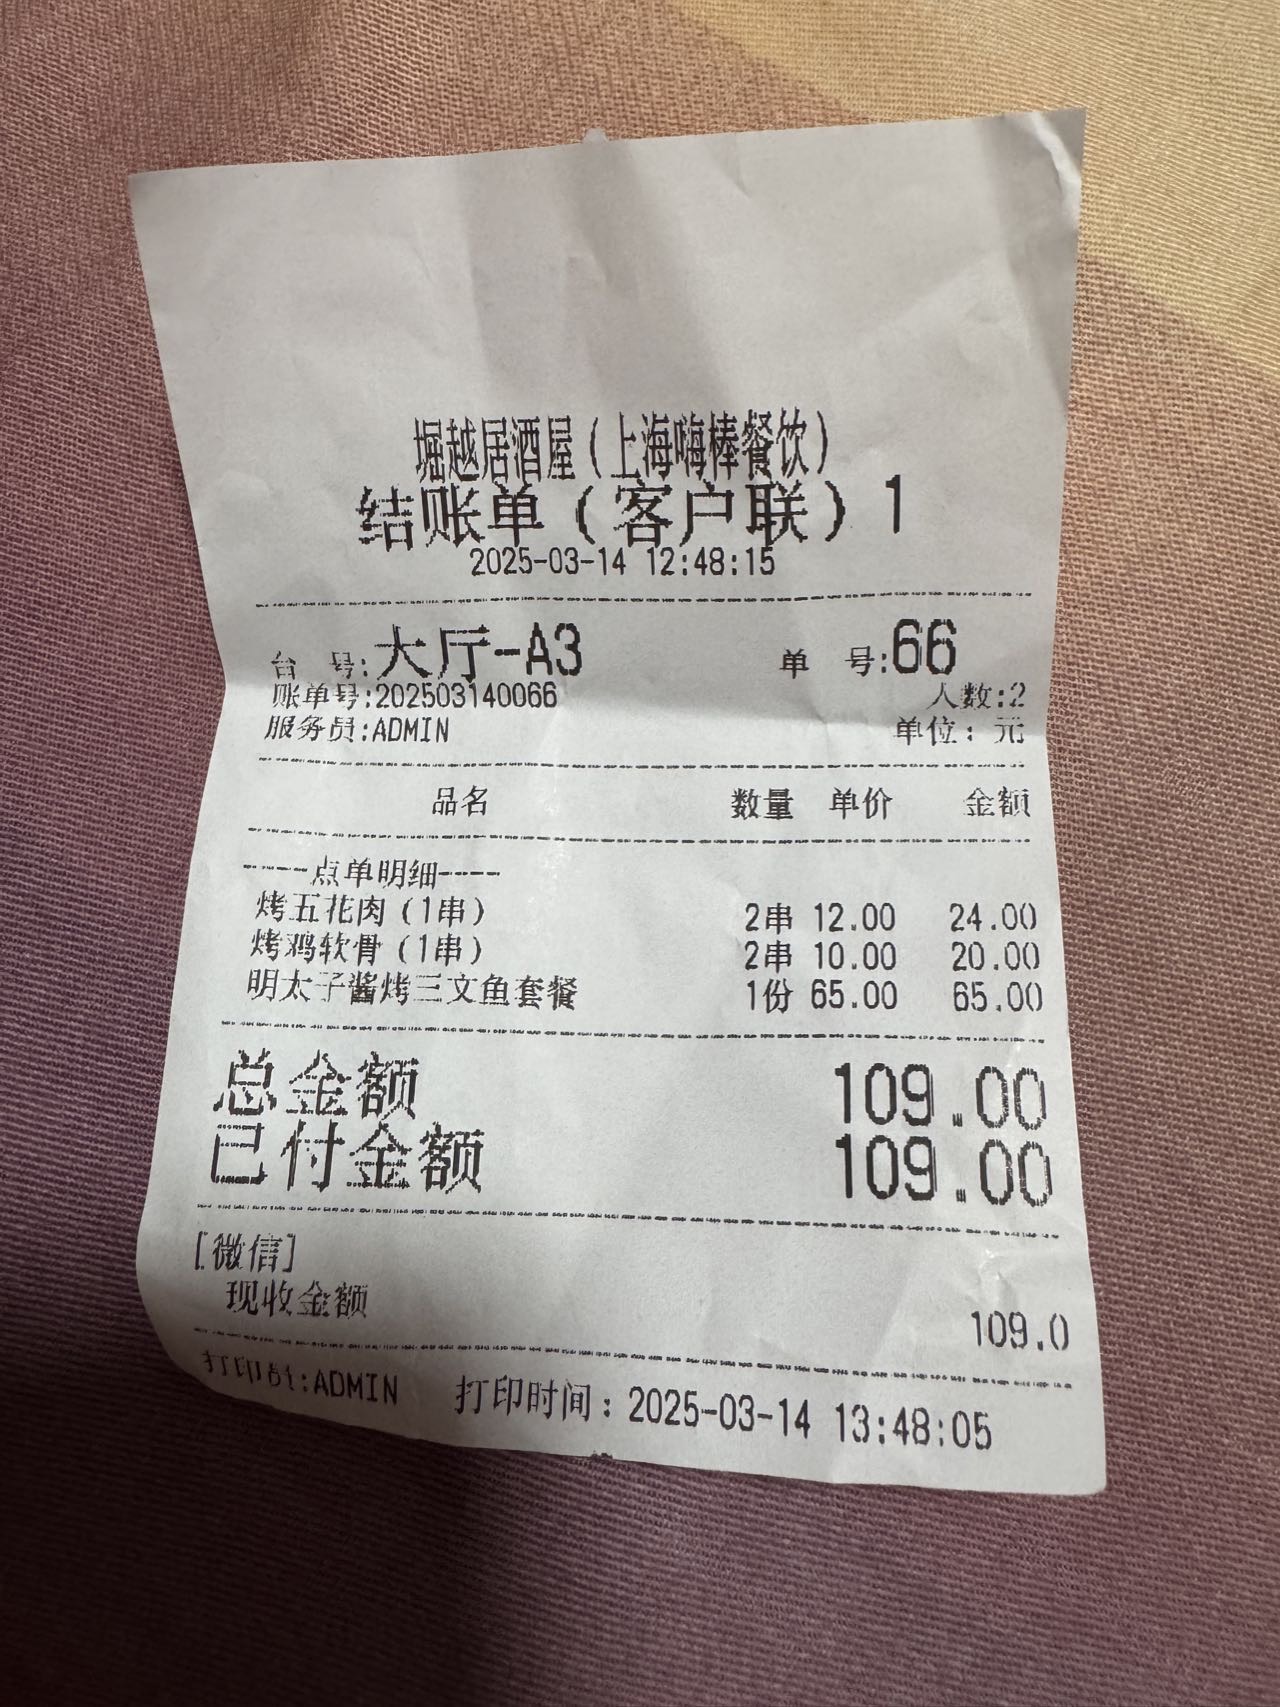 堀越居酒屋(上海嗨棒餐饮)
结账单(客户联)1
2025-03-14 12:48:15
台 号:大厅-A3 单 号:66
账单号:202503140066 人数:2
服务员:ADMIN 单位：元
品名 数量 单价 金额
----点单明细----
烤五花肉(1串) 2串 12.00 24.00
烤鸡软骨(1串) 2串 10.00 20.00
明太子酱烤三文鱼套餐 1份 65.00 65.00
总金额 109.00
已付金额 109.00
[微信]
现收金额 109.0
打印时:ADMIN 打印时间：2025-03-14 13:48:05